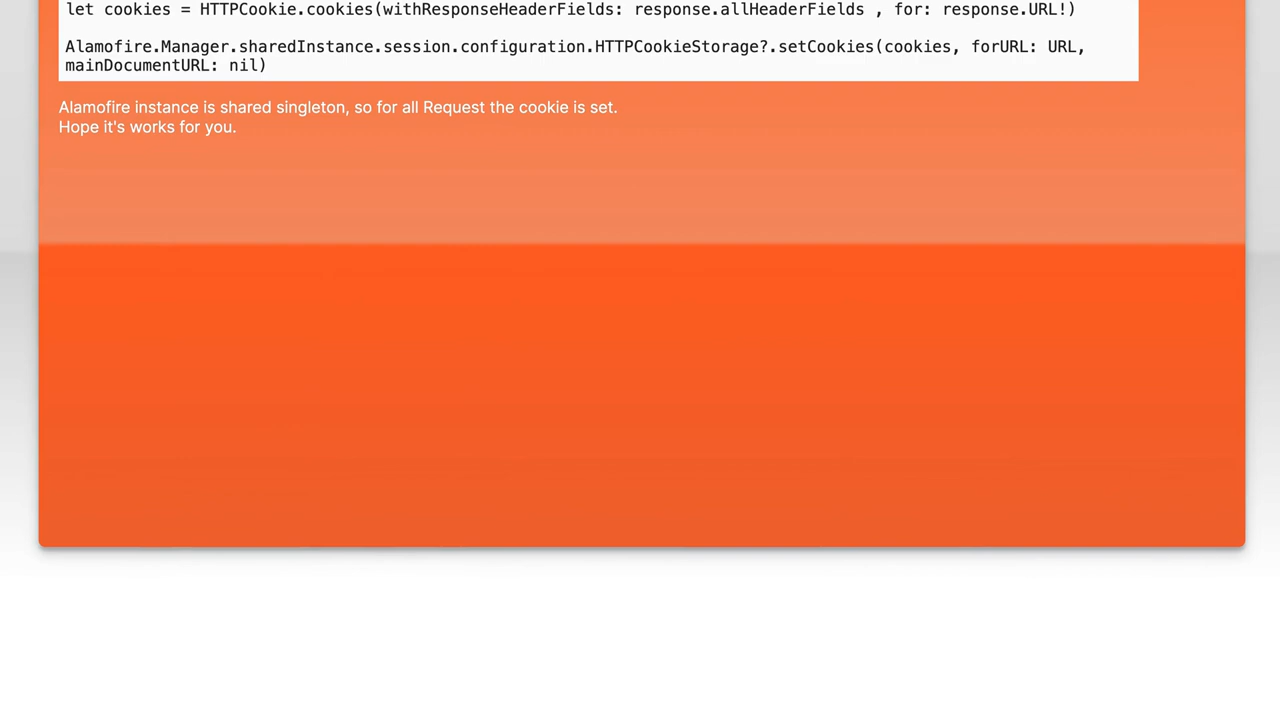 let cookies = HTTPCookie.cookies(withResponseHeaderFields: response.allHeaderFields , for: response.URL!)
Alamofire.Manager.sharedInstance.session.configuration.HTTPCookieStorage?.setCookies(cookies, forURL: URL,
mainDocumentURL: nil)
Alamofire instance is shared singleton, so for all Request the cookie is set.
Hope it's works for you.